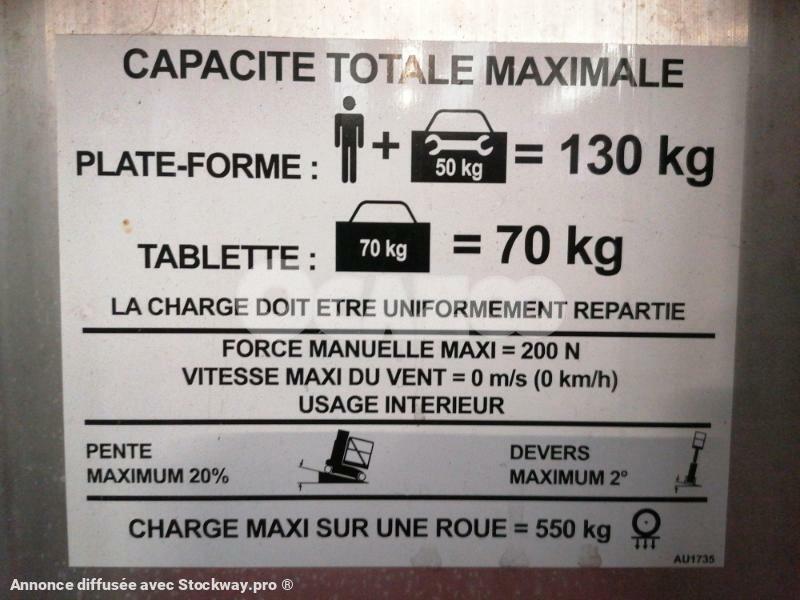 CAPACITE TOTALE MAXIMALE
PLATE-FORME : + 50 kg = 130 kg
TABLETTE : 70 kg = 70 kg
LA CHARGE DOIT ETRE UNIFORMEMENT REPARTIE
FORCE MANUELLE MAXI = 200 N
VITESSE MAXI DU VENT = 0 m/s (0 km/h)
USAGE INTERIEUR
PENTE
MAXIMUM 20%
DEVERS
MAXIMUM 2°
CHARGE MAXI SUR UNE ROUE = 550 kg
AU1735
Annonce diffusée avec Stockway.pro ®